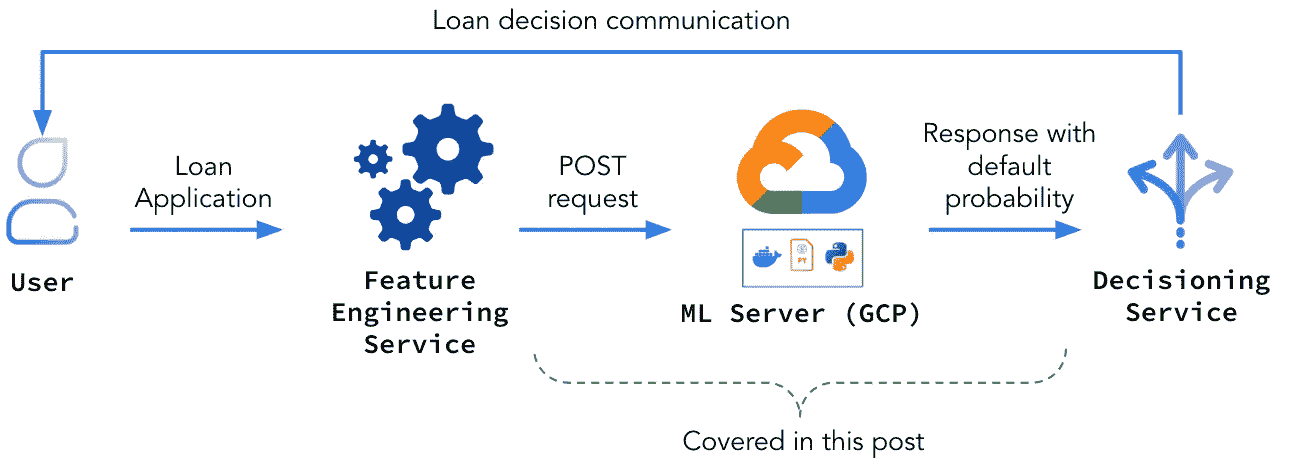 Loan decision communication
Loan
Application
POST
request
Response with
default
probability
User
Feature
Engineering
Service
PY
ML Server (GCP)
Decisioning
Service
Covered in this post